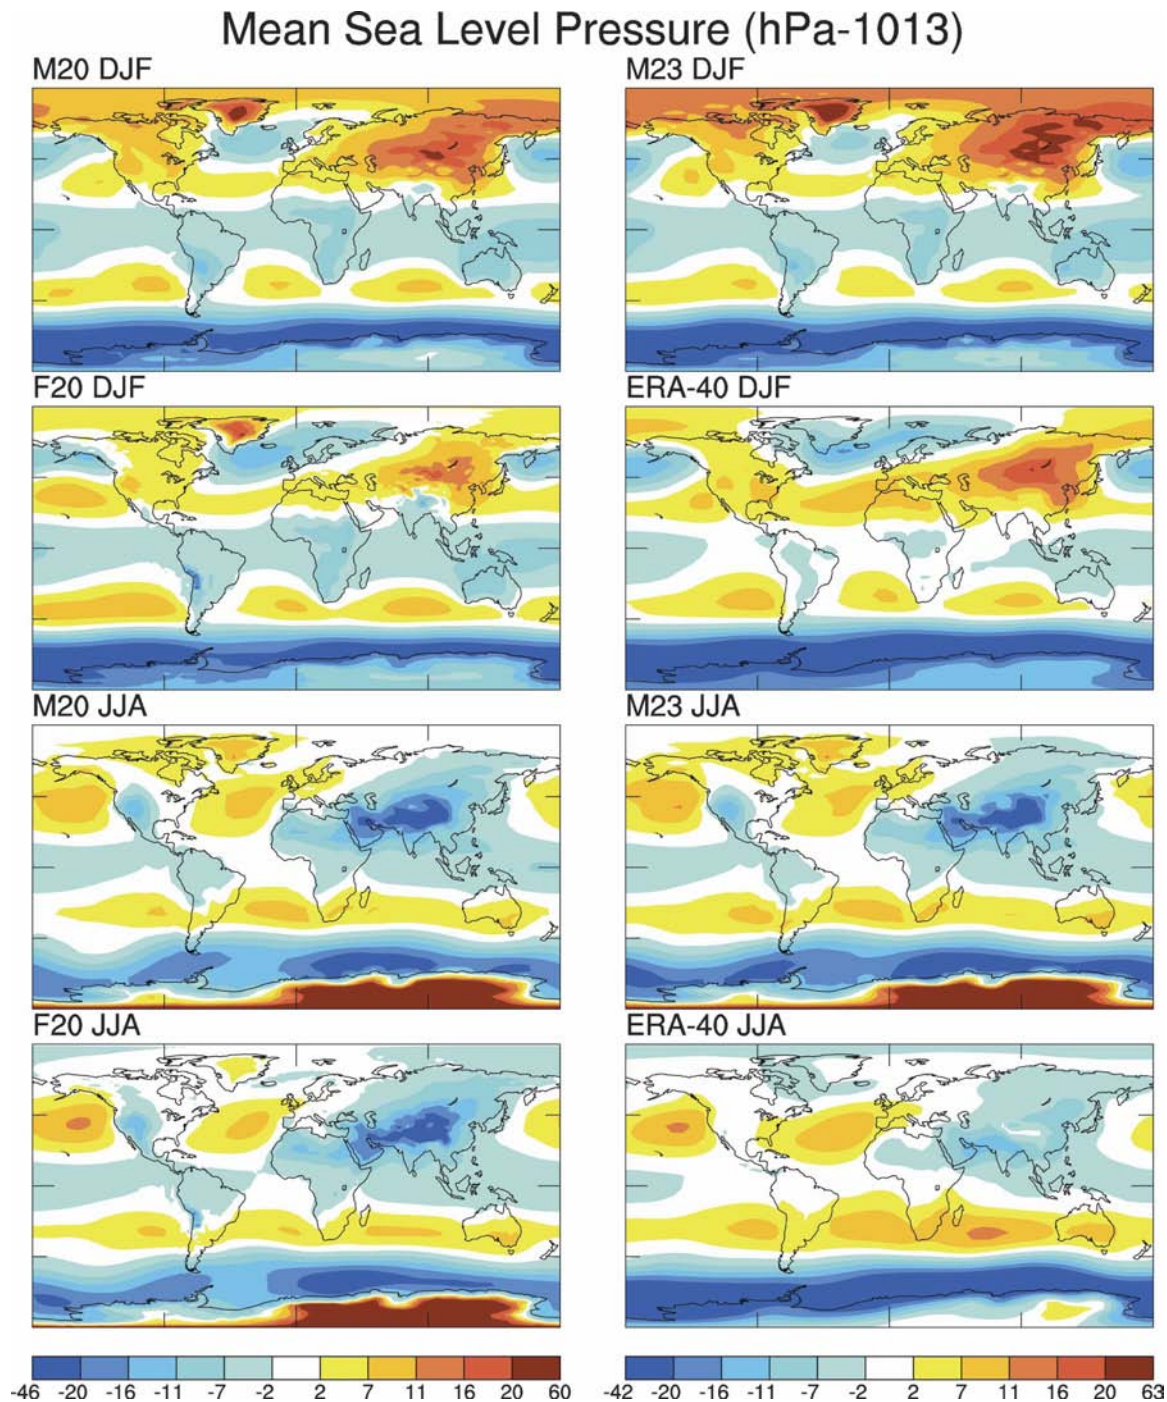 Mean Sea Level Pressure (hPa-1013)
M20 DJF
M23 DJF
F20 DJF
ERA-40 DJF
M20 JJA
M23 JJA
F20 JJA
ERA-40 JJA
-46 -20 -16 -11 -7 -2 2 7 11 16 20 60
-42 -20 -16 -11 -7 -2 2 7 11 16 20 63